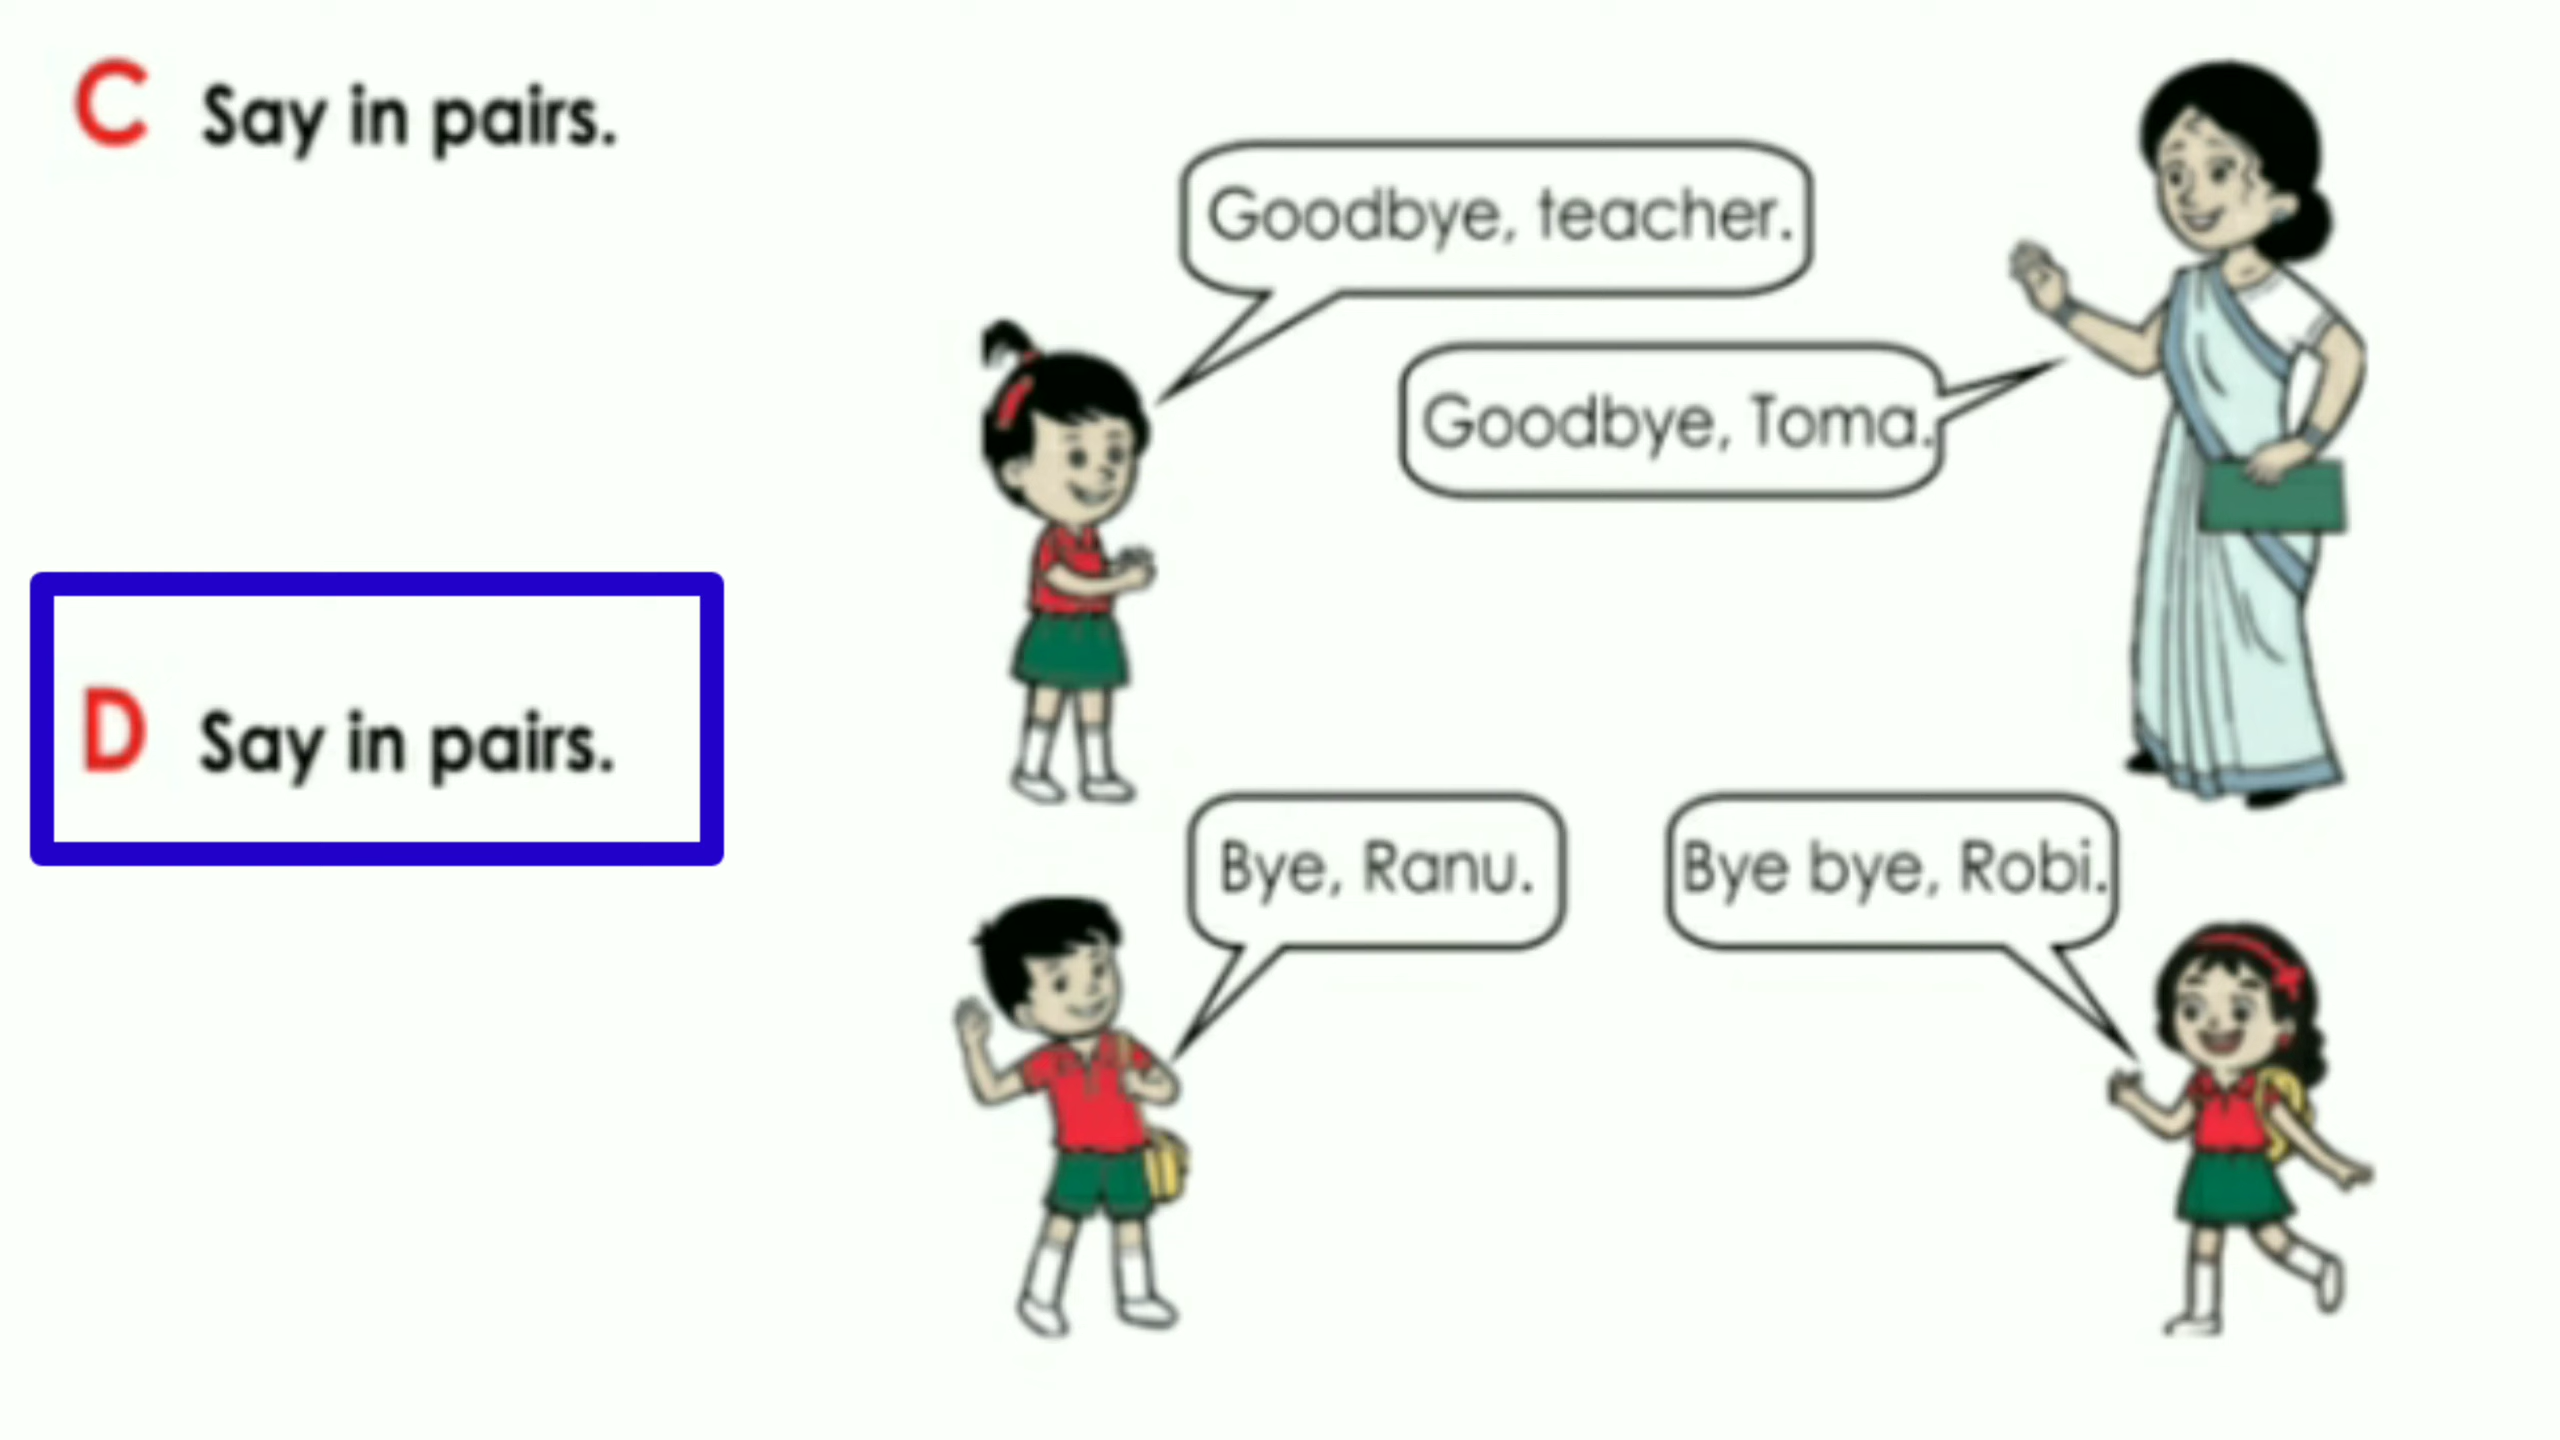 C Say in pairs.
Goodbye, teacher.
Goodbye, Toma.
D Say in pairs.
Bye, Ranu.
Bye bye, Robi.